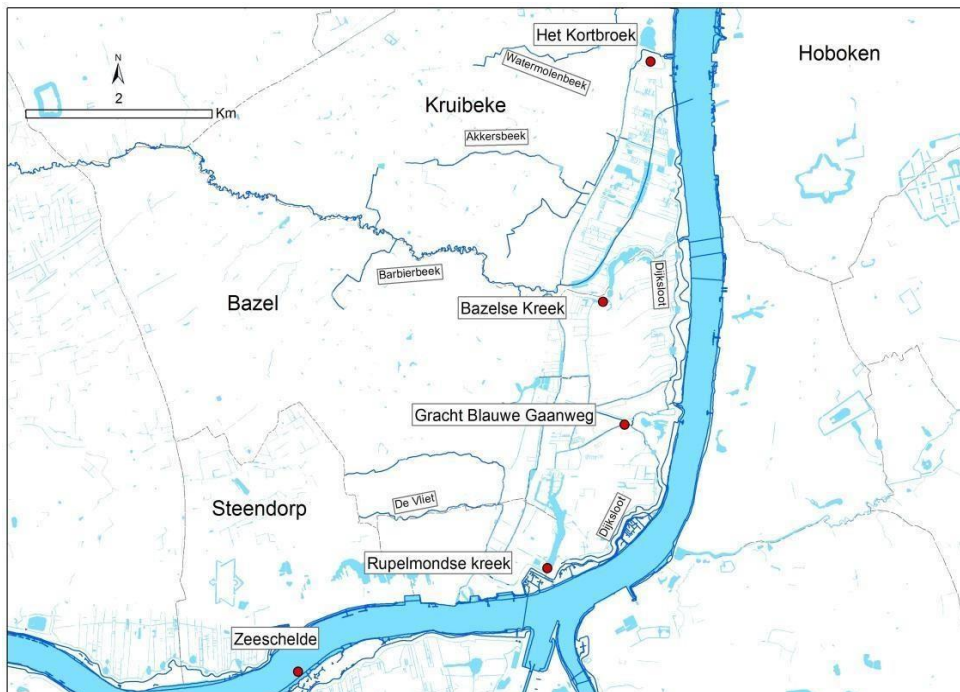 Het Kortbroek
Hoboken
N
Watermolenbeek
2
Km
Kruibeke
Akkersbeek
Barbierbeek
Dijksloot
Bazel
Bazelse Kreek
Gracht Blauwe Gaanweg
De Vliet
Steendorp
Dijksloot
Rupelmondse kreek
Zeeschelde